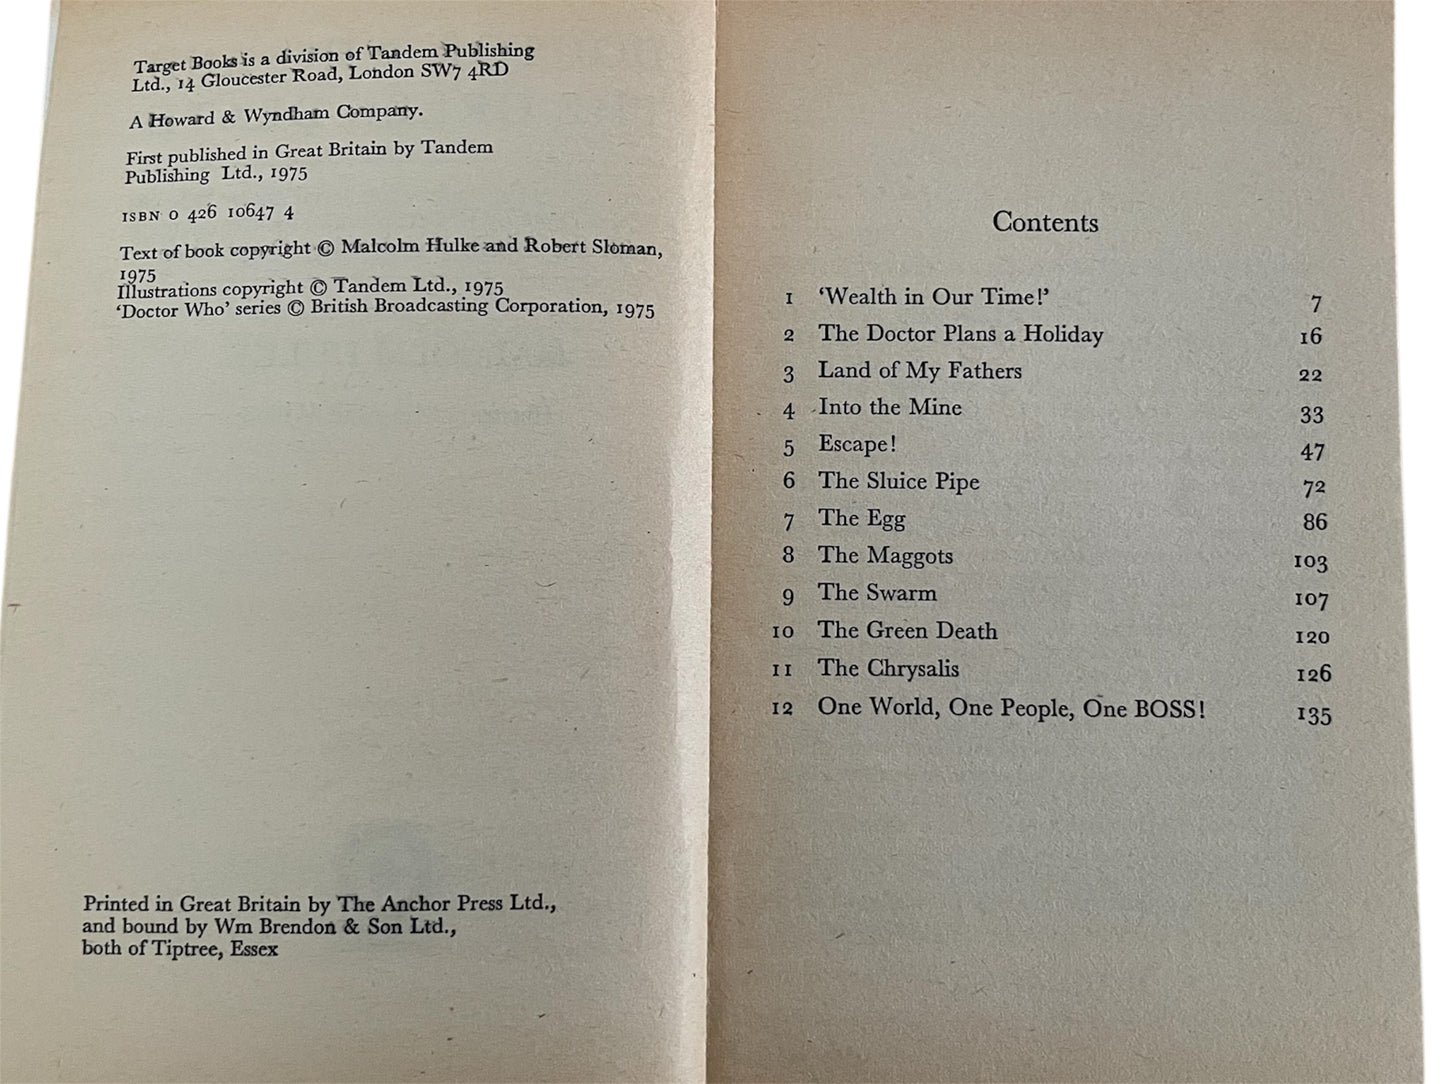 Target Books is a division of Tandem Publishing
Ltd., 14 Gloucester Road, London SW7 4RD
A Howard & Wyndham Company.
First published in Great Britain by Tandem
Publishing Ltd., 1975
ISBN 0 426 10647 4
Text of book copyright © Malcolm Hulke and Robert Sloman,
1975
Illustrations copyright © Tandem Ltd., 1975
'Doctor Who' series © British Broadcasting Corporation, 1975
Printed in Great Britain by The Anchor Press Ltd.,
and bound by Wm Brendon & Son Ltd.,
both of Tiptree, Essex
Contents
1 'Wealth in Our Time!' 7
2 The Doctor Plans a Holiday 16
3 Land of My Fathers 22
4 Into the Mine 33
5 Escape! 47
6 The Sluice Pipe 72
7 The Egg 86
8 The Maggots 103
9 The Swarm 107
10 The Green Death 120
11 The Chrysalis 126
12 One World, One People, One BOSS! 135